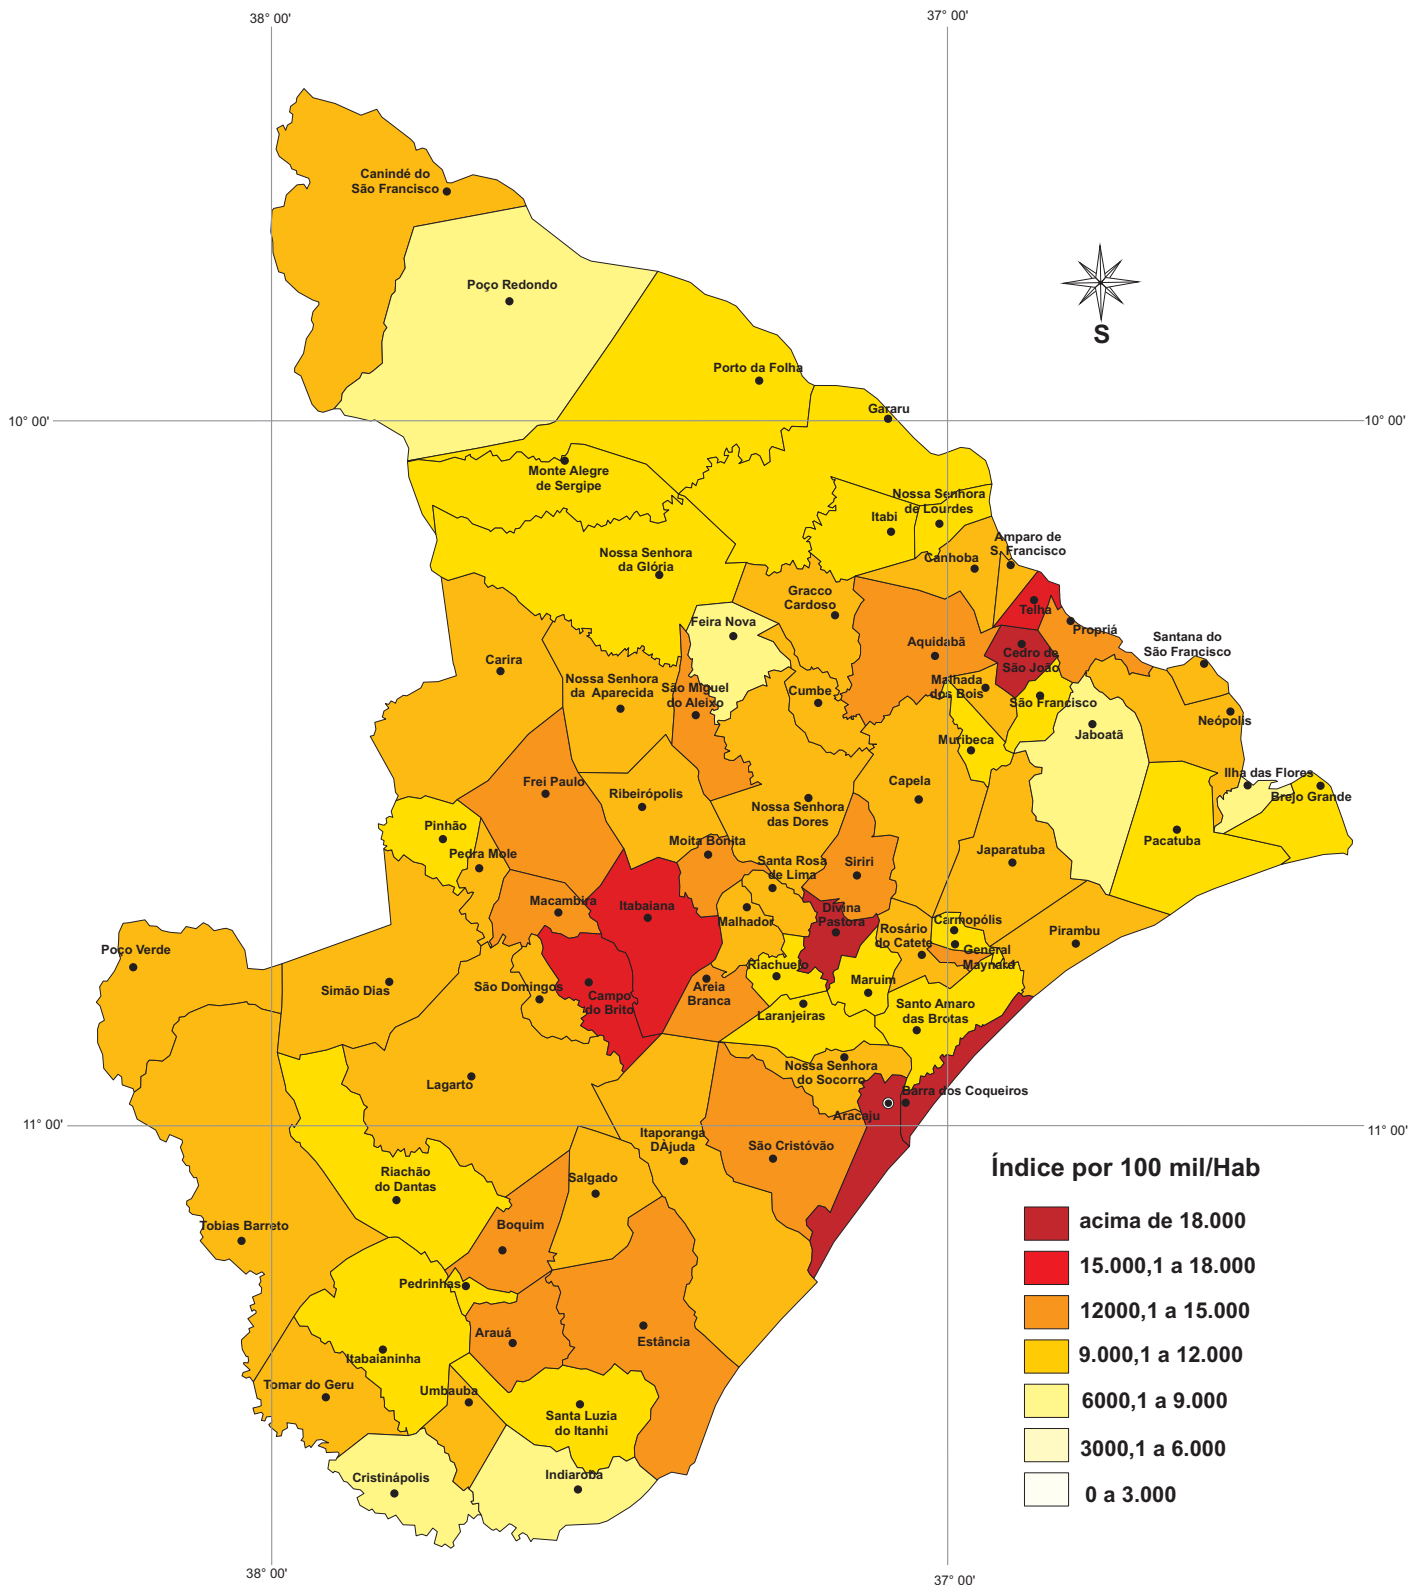 38° 00'
37° 00'
Canindé do
São Francisco
Poço Redondo
S
Porto da Folha
Gararu
10° 00'
10° 00'
Monte Alegre
de Sergipe
Nossa Senhora
de Lourdes
Itabi
Amparo de
S. Francisco
Nossa Senhora
da Glória
Canhoba
Gracco
Cardoso
Telha
Feira Nova
Propriá
Aquidabã
Santana do
São Francisco
Cedro de
São João
Carira
Nossa Senhora
da Aparecida
São Miguel
do Aleixo
Cumbe
Malhada
dos Bois
São Francisco
Neópolis
Jaboatã
Muribeca
Frei Paulo
Ribeirópolis
Capela
Ilha das Flores
Brejo Grande
Nossa Senhora
das Dores
Pinhão
Moita Bonita
Pacatuba
Pedra Mole
Santa Rosa
de Lima
Siriri
Japaratuba
Macambira
Itabaiana
Malhador
Divina
Pastora
Carmopólis
Rosário
do Catete
Pirambu
Poço Verde
General
Maynard
Riachuelo
Simão Dias
São Domingos
Campo
do Brito
Areia
Branca
Maruim
Laranjeiras
Santo Amaro
das Brotas
Lagarto
Nossa Senhora
do Socorro
Barra dos Coqueiros
Aracaju
11° 00'
11° 00'
Itaporanga
DÀjuda
São Cristóvão
Riachão
do Dantas
Salgado
Tobias Barreto
Boquim
Pedrinhas
Arauá
Estância
Itabaianinha
Tomar do Geru
Umbauba
Santa Luzia
do Itanhi
Cristinápolis
Indiaroba
Índice por 100 mil/Hab
acima de 18.000
15.000,1 a 18.000
12000,1 a 15.000
9.000,1 a 12.000
6000,1 a 9.000
3000,1 a 6.000
0 a 3.000
38° 00'
37° 00'